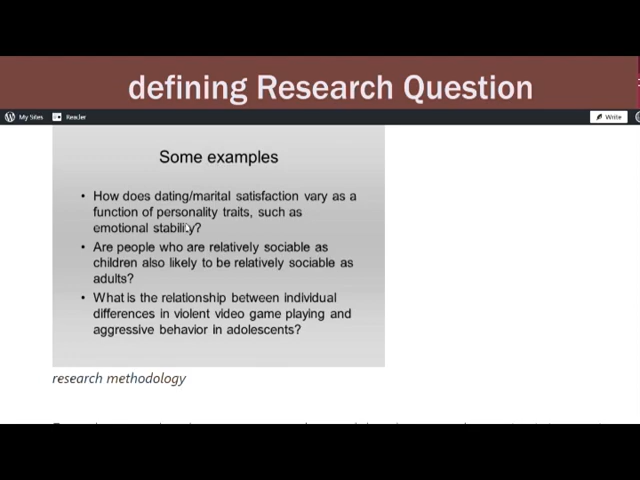 defining Research Question
My Sites Reader Write
Some examples
• How does dating/marital satisfaction vary as a
function of personality traits, such as
emotional stability?
• Are people who are relatively sociable as
children also likely to be relatively sociable as
adults?
• What is the relationship between individual
differences in violent video game playing and
aggressive behavior in adolescents?
research methodology